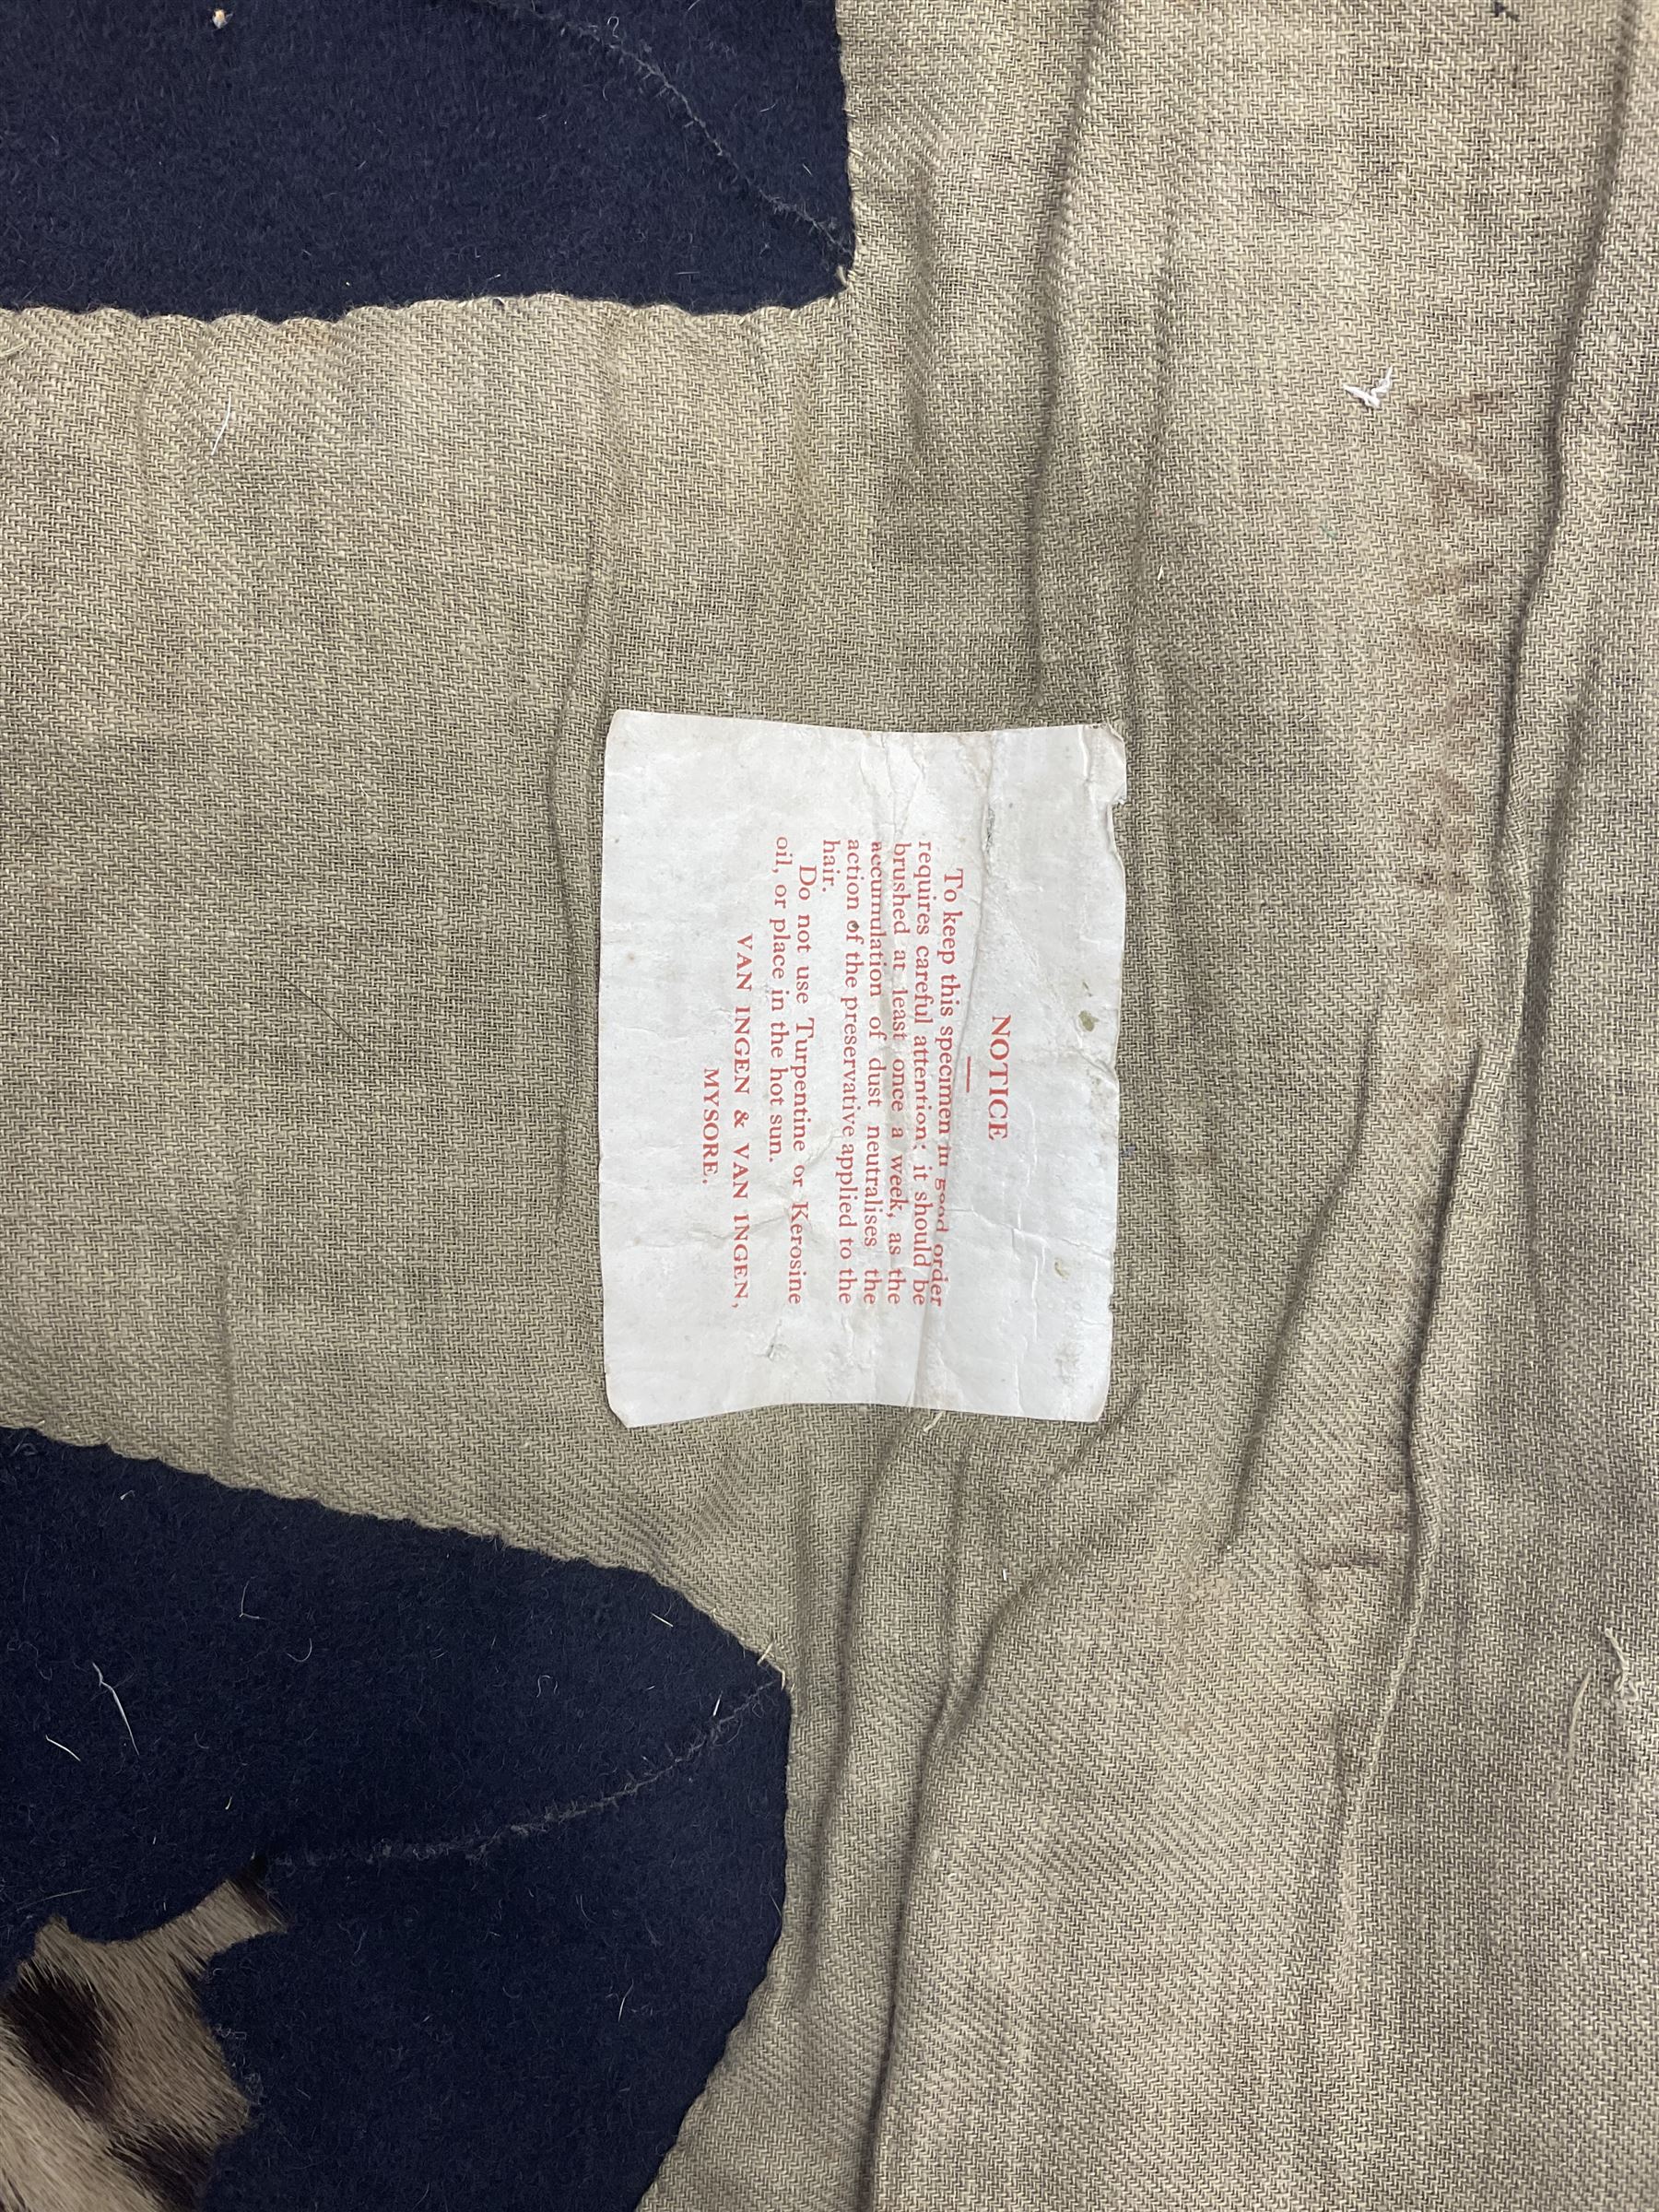 NOTICE
To keep this specimen in good order
requires careful attention; it should be
brushed at least once a week, as the
accumulation of dust neutralises the
action of the preservative applied to the
hair.
Do not use Turpentine or Kerosine
oil, or place in the hot sun.
VAN INGEN & VAN INGEN,
MYSORE.